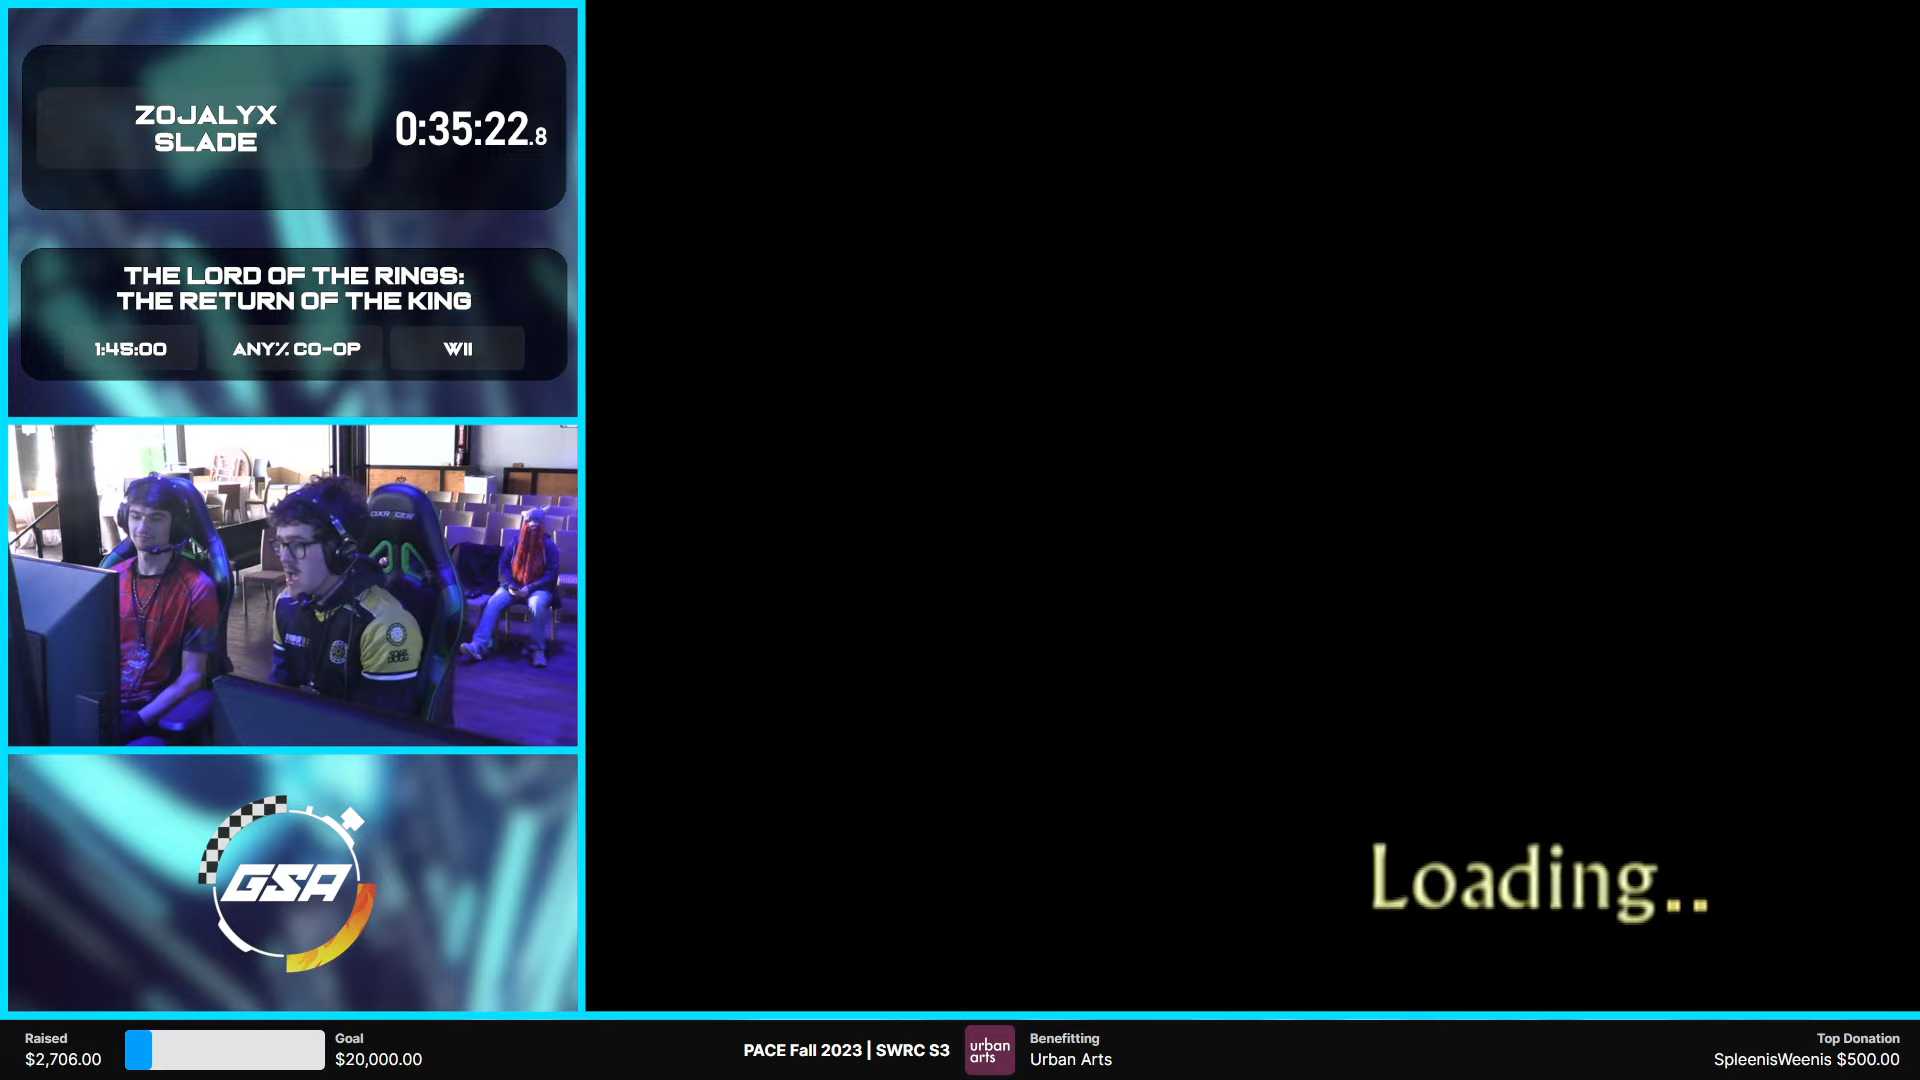 ZOJALYX
SLADE
0:35:22.8
THE LORD OF THE RINGS:
THE RETURN OF THE KING
1:45:00
ANY% CO-OP
WII
DXRACER
GSA
Loading..
Raised
$2,706.00
Goal
$20,000.00
PACE Fall 2023 | SWRC S3
urban
arts
Benefitting
Urban Arts
Top Donation
SpleenisWeenis $500.00